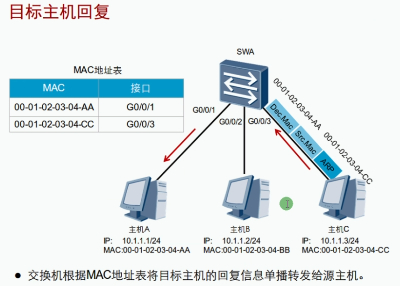 目标主机回复
SWA
MAC地址表
MAC 接口
00-01-02-03-04-AA G0/0/1
00-01-02-03-04-CC G0/0/3
G0/0/1
G0/0/2
G0/0/3
00-01-02-03-04-AA
00-01-02-03-04-CC
Dec.Mac
Src.Mac
ARP
主机A
IP: 10.1.1.1/24
MAC:00-01-02-03-04-AA
主机B
IP: 10.1.1.2/24
MAC:00-01-02-03-04-BB
主机C
IP: 10.1.1.3/24
MAC:00-01-02-03-04-CC
● 交换机根据MAC地址表将目标主机的回复信息单播转发给源主机。